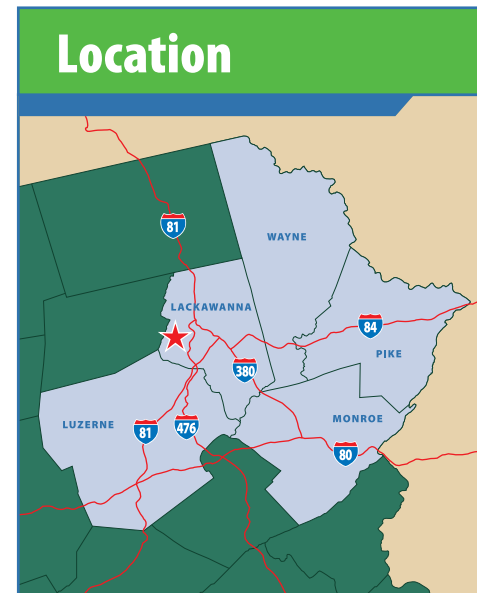 Location
81
WAYNE
LACKAWANNA
84
PIKE
380
MONROE
LUZERNE
81
476
80